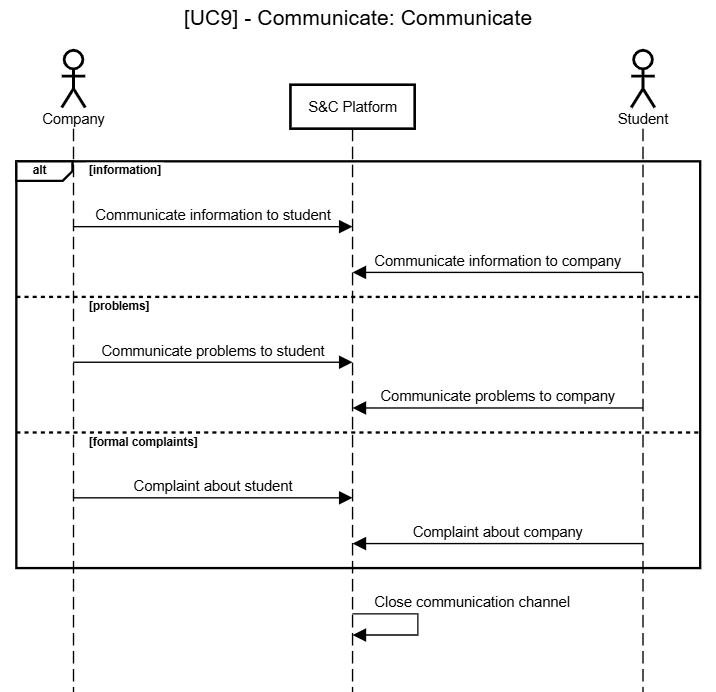 [UC9] - Communicate: Communicate
Company
S&C Platform
Student
alt
[information]
Communicate information to student
Communicate information to company
[problems]
Communicate problems to student
Communicate problems to company
[formal complaints]
Complaint about student
Complaint about company
Close communication channel